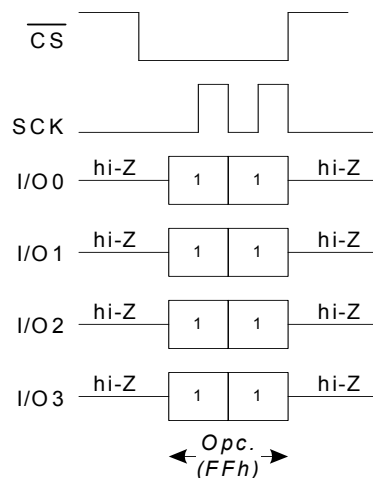 CS
SCK
hi-Z hi-Z
I/O0 1 1
hi-Z hi-Z
I/O1 1 1
hi-Z hi-Z
I/O2 1 1
hi-Z hi-Z
I/O3 1 1
Opc.
(FFh)